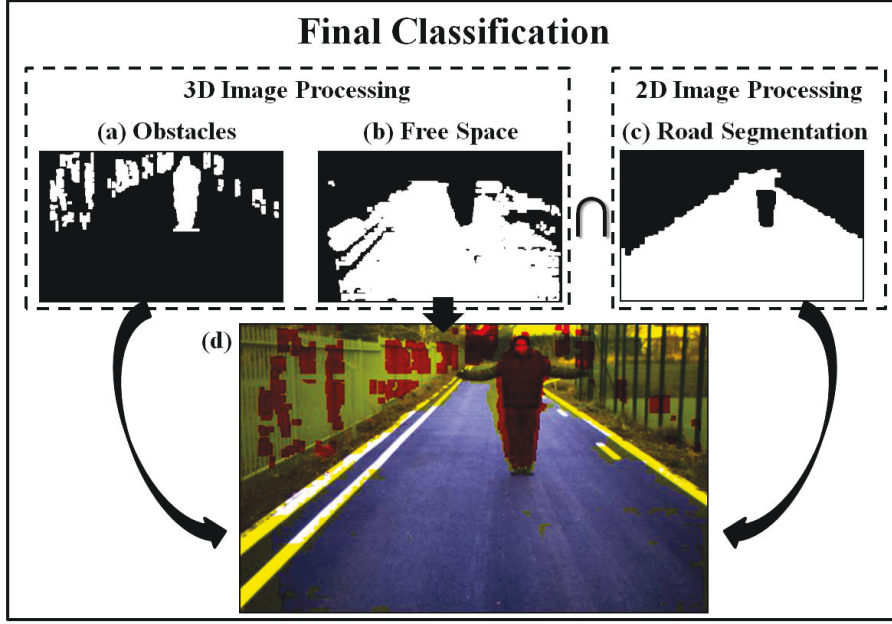 Final Classification
3D Image Processing
2D Image Processing
(a) Obstacles
(b) Free Space
(c) Road Segmentation
∩
(d)